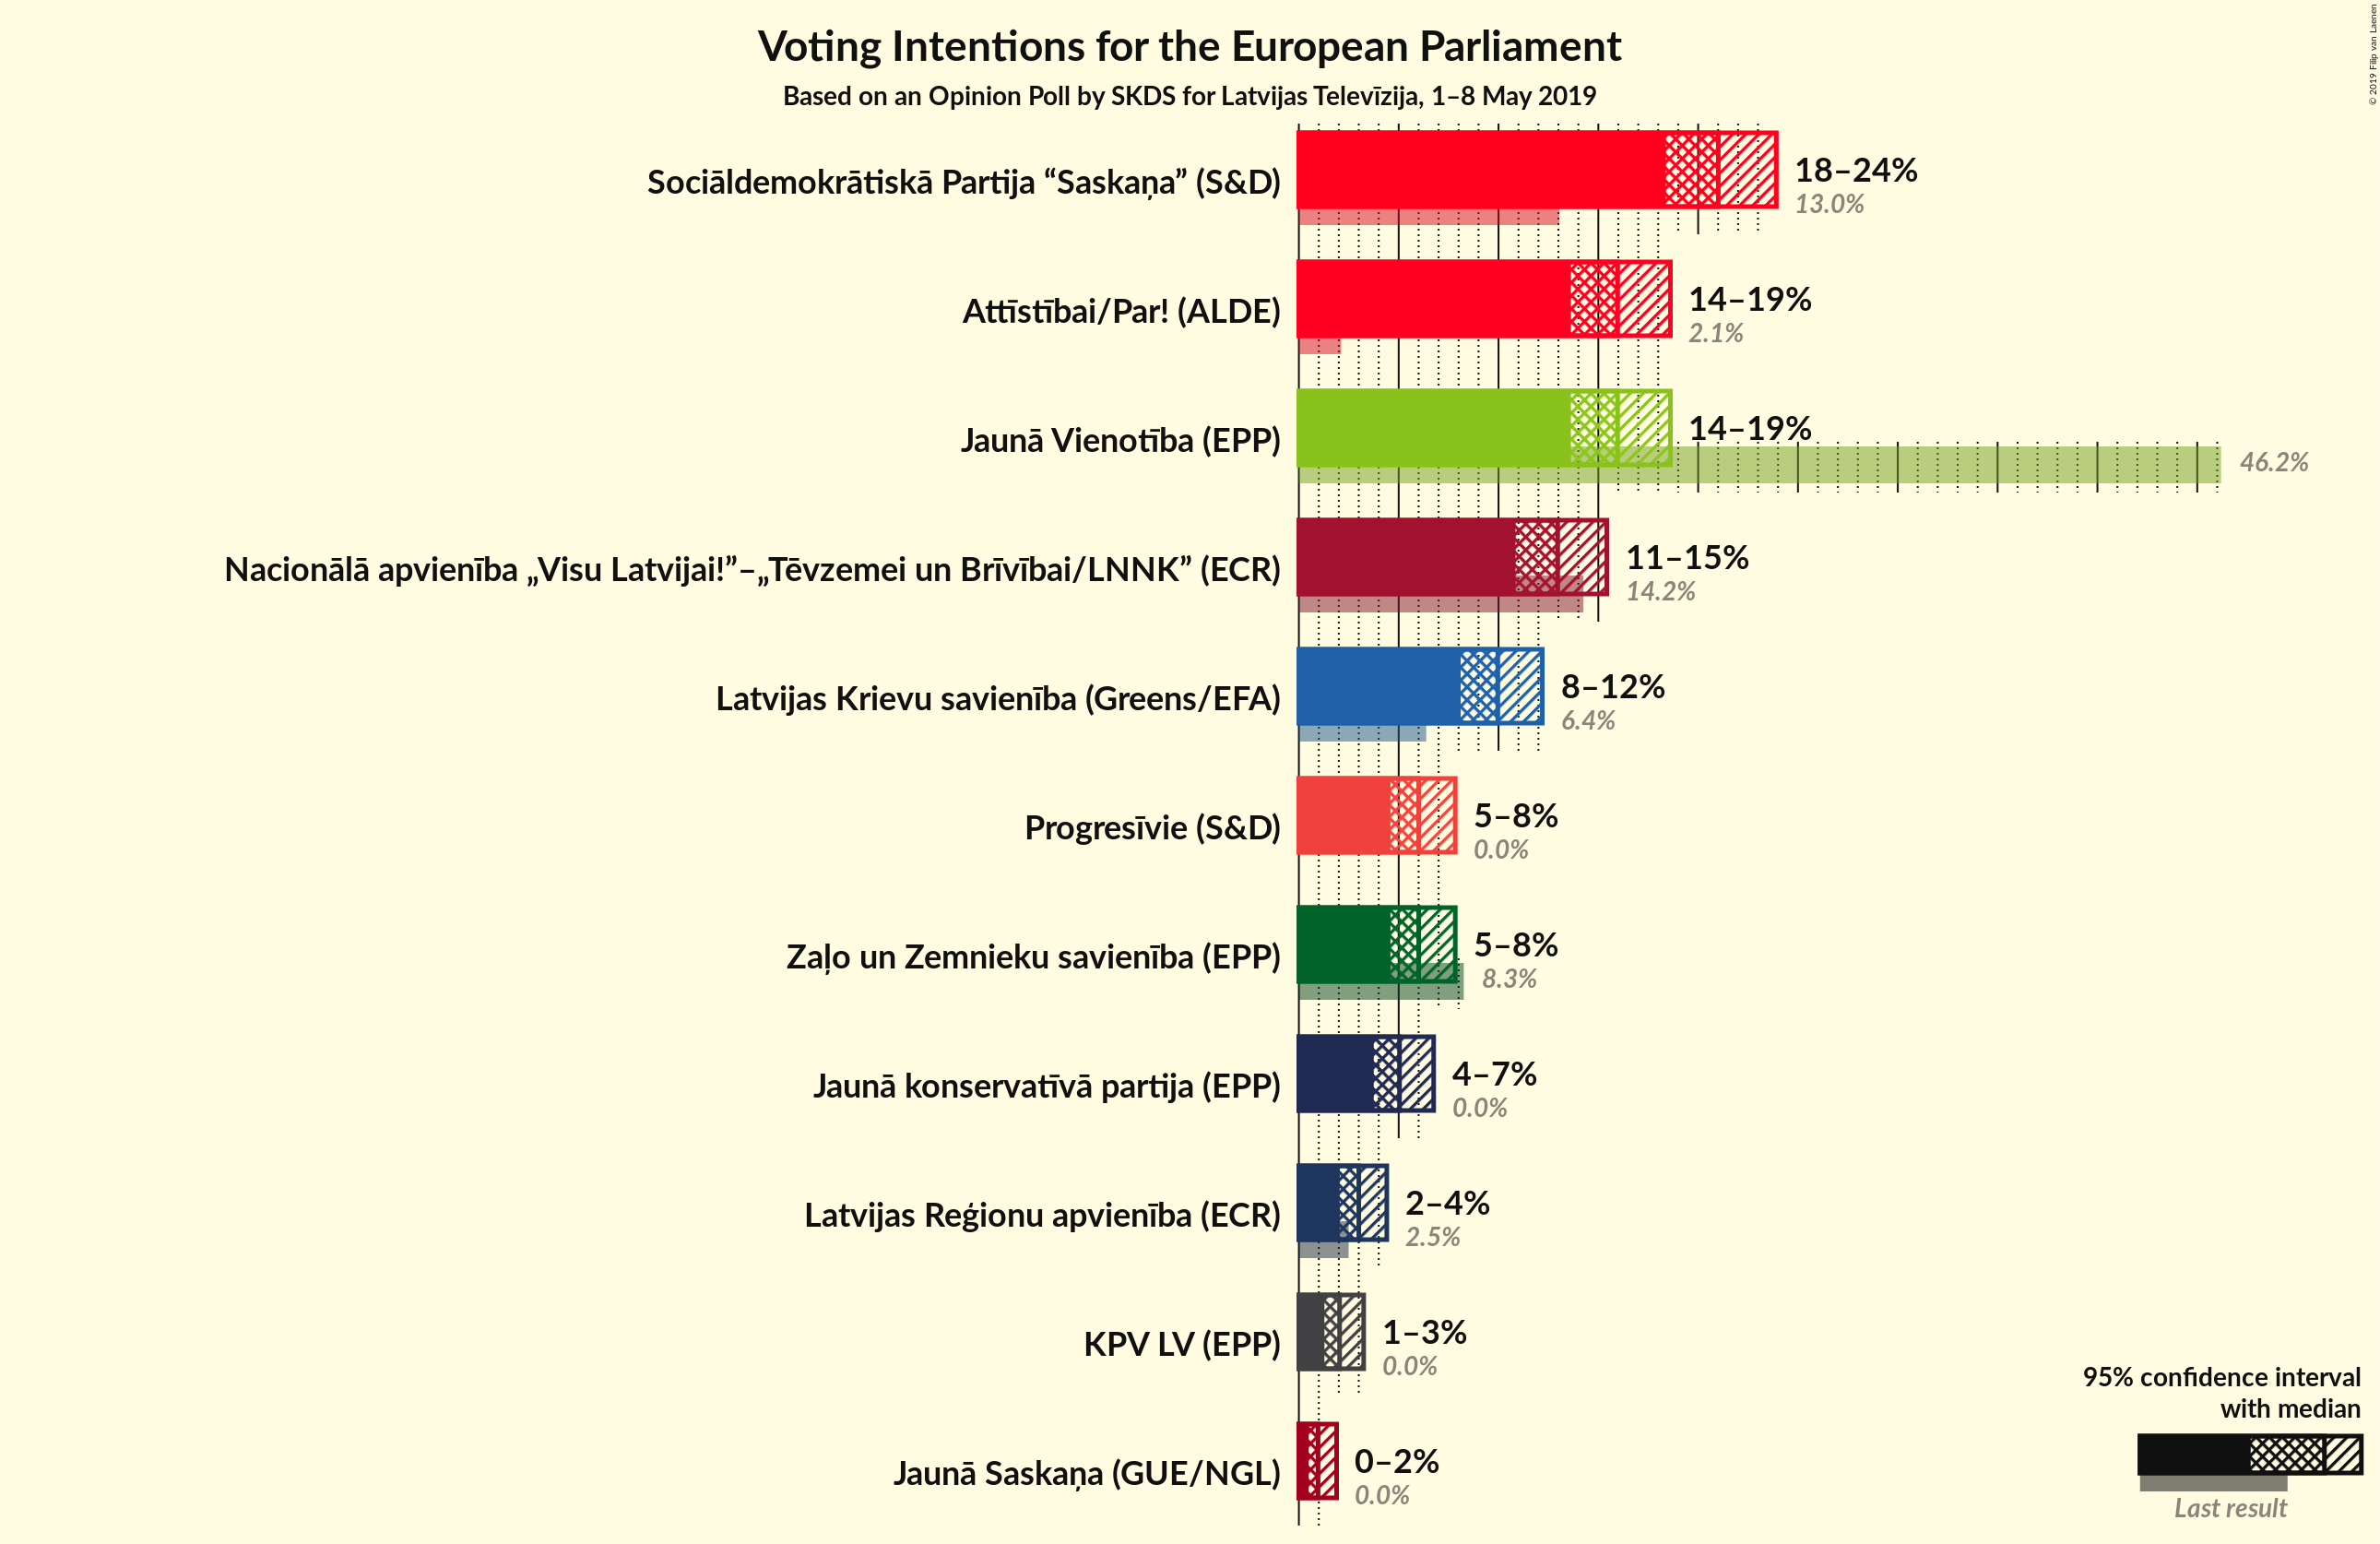 Voting Intentions for the European Parliament
Based on an Opinion Poll by SKDS for Latvijas Televīzija, 1–8 May 2019
© 2019 Filip van Laenen
Sociāldemokrātiskā Partija “Saskaņa” (S&D)
18–24%
13.0%
Attīstībai/Par! (ALDE)
14–19%
2.1%
Jaunā Vienotība (EPP)
14–19%
46.2%
Nacionālā apvienība „Visu Latvijai!”–„Tēvzemei un Brīvībai/LNNK” (ECR)
11–15%
14.2%
Latvijas Krievu savienība (Greens/EFA)
8–12%
6.4%
Progresīvie (S&D)
5–8%
0.0%
Zaļo un Zemnieku savienība (EPP)
5–8%
8.3%
Jaunā konservatīvā partija (EPP)
4–7%
0.0%
Latvijas Reģionu apvienība (ECR)
2–4%
2.5%
KPV LV (EPP)
1–3%
0.0%
Jaunā Saskaņa (GUE/NGL)
0–2%
0.0%
95% confidence interval
with median
Last result